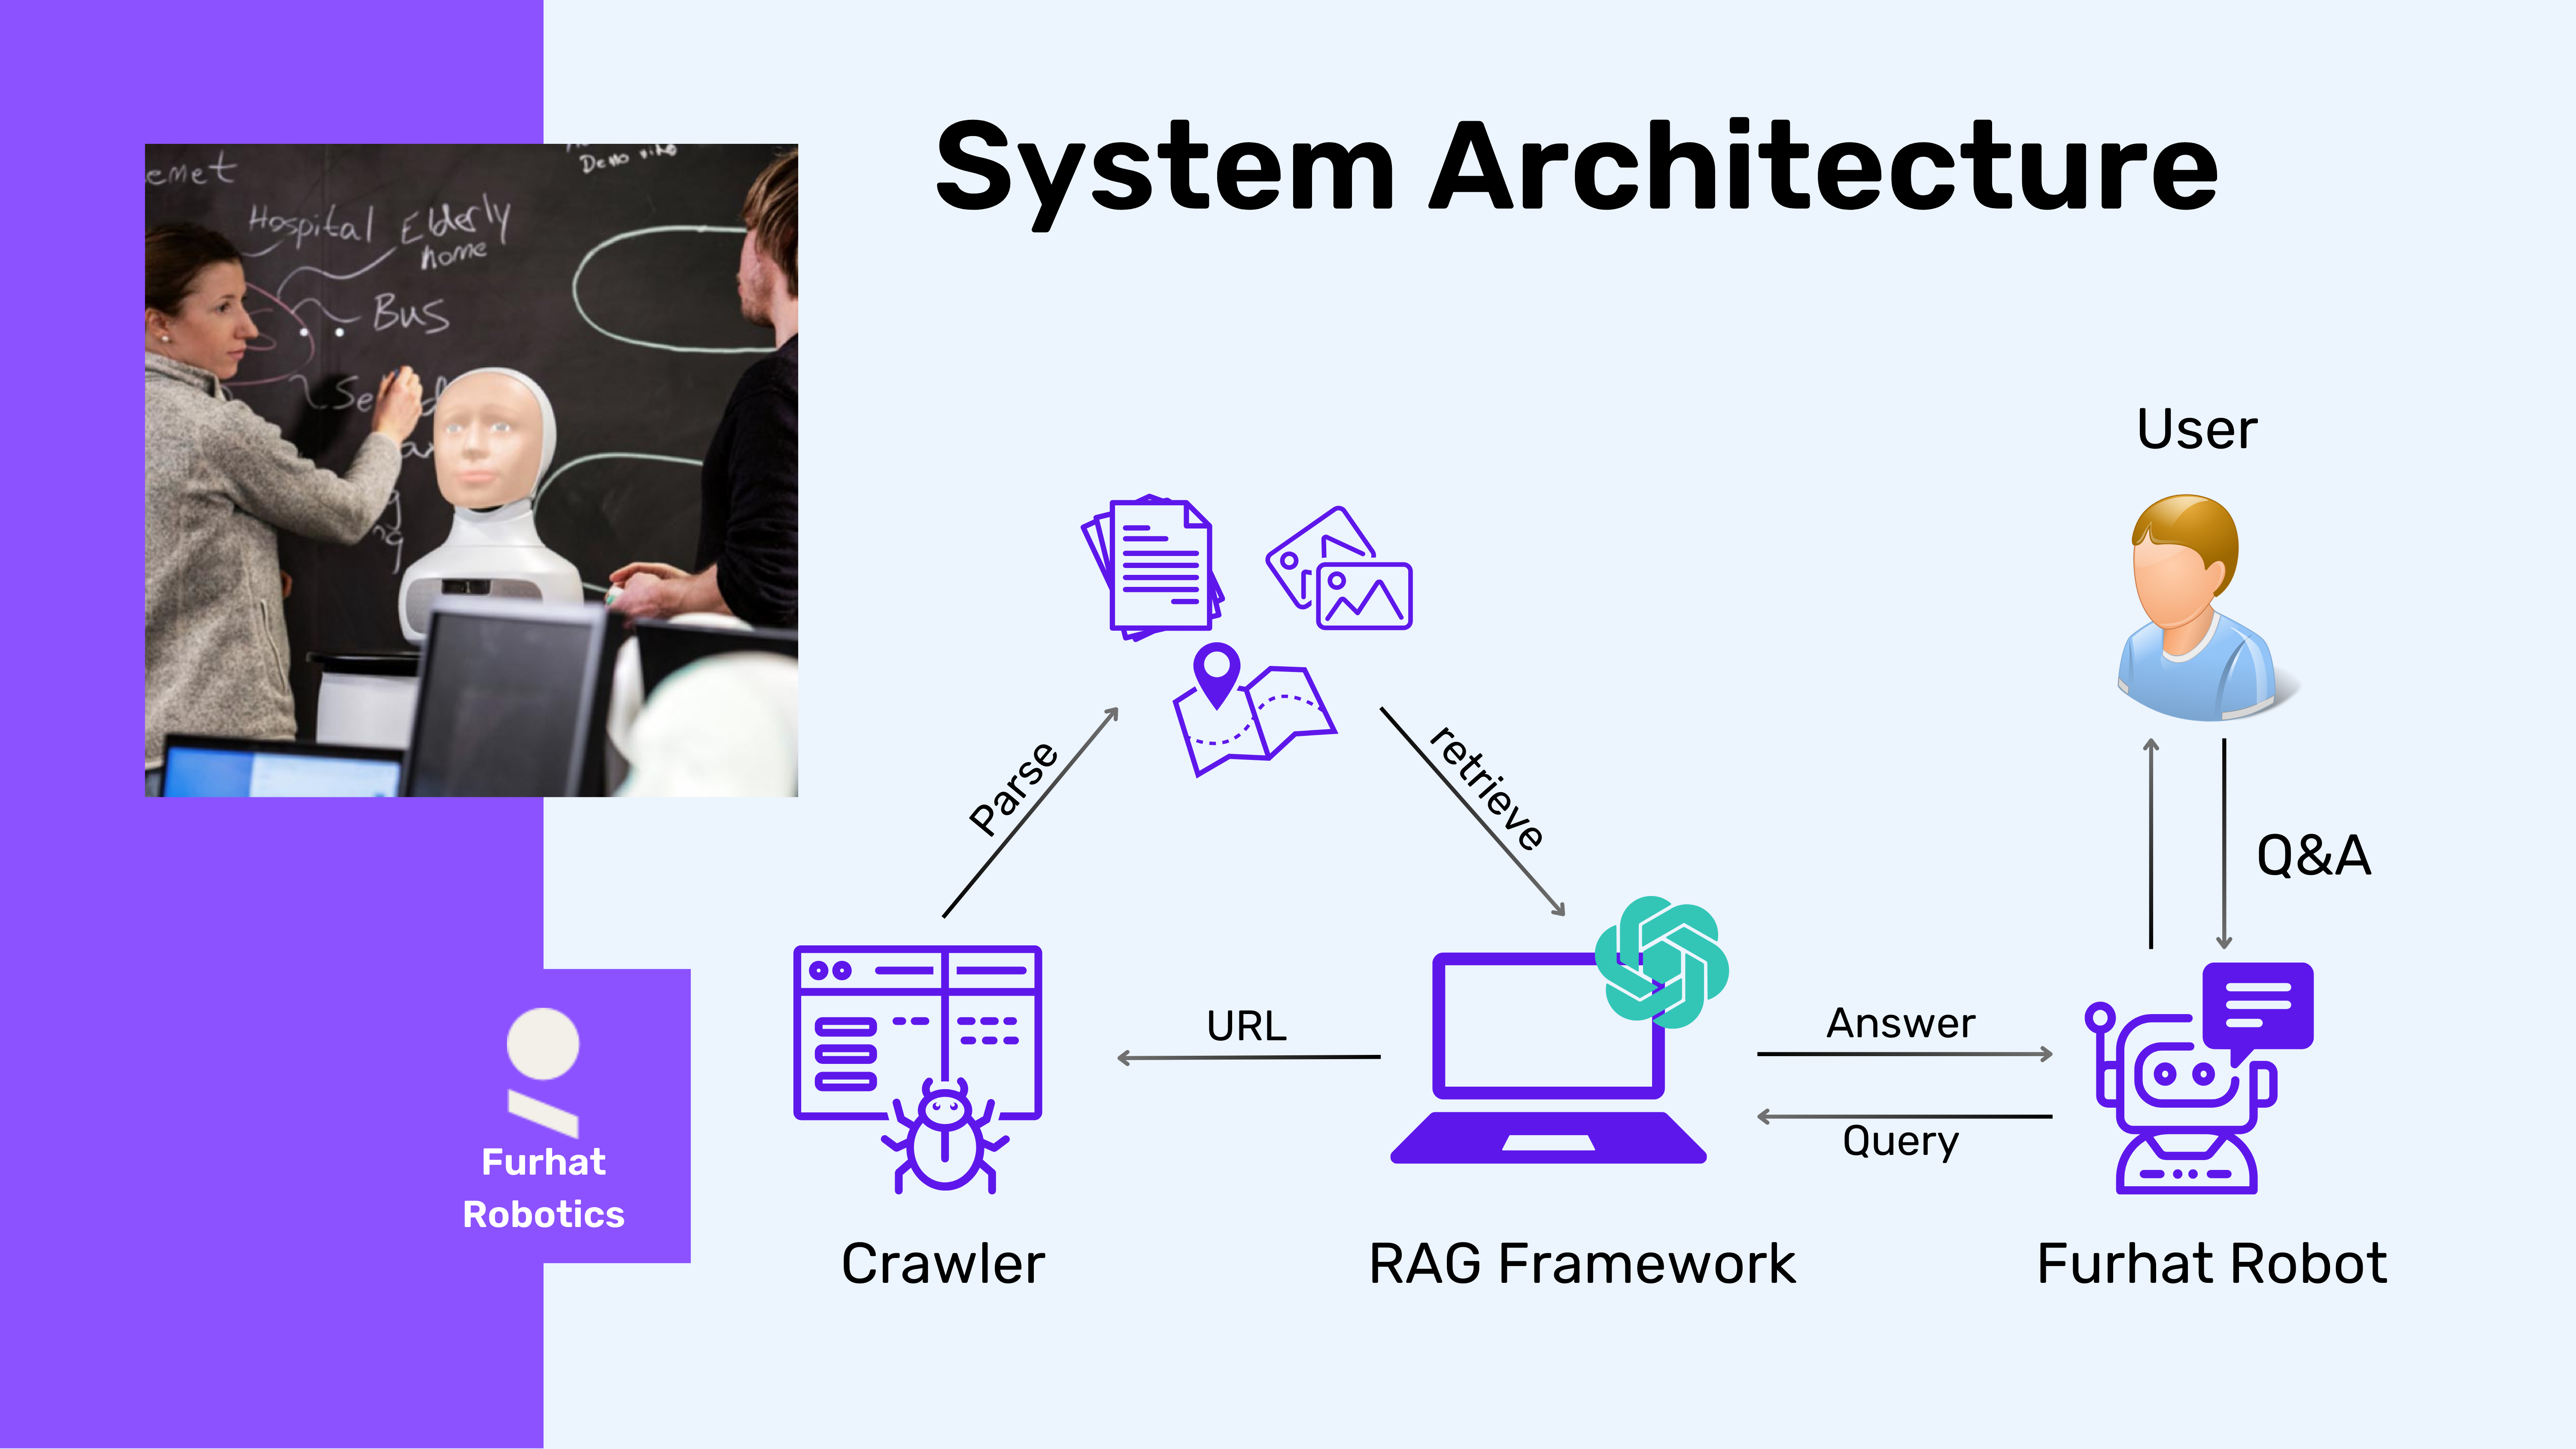 System Architecture
emet
Demo
Hospital Elderly
home
Bus
User
Parse
retrieve
Q&A
URL
Answer
Query
Furhat
Robotics
Crawler
RAG Framework
Furhat Robot